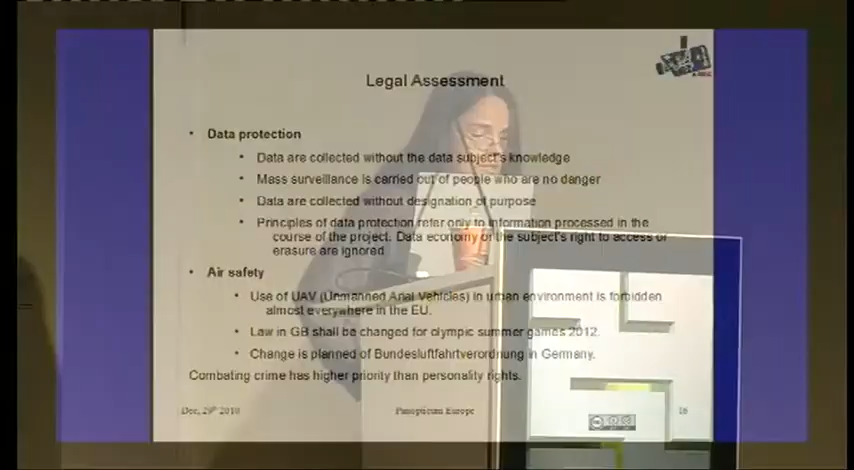 Legal Assessment
• Data protection
• Data are collected without the data subject's knowledge
• Mass surveillance is carried out of people who are no danger
• Data are collected without designation of purpose
• Principles of data protection refer only to information processed in the
course of the project. Data economy or the subject's right to access or
erasure are ignored
• Air safety
• Use of UAV (Unmanned Arial Vehicles) in urban environment is forbidden
almost everywhere in the EU.
• Law in GB shall be changed for olympic summer games 2012.
• Change is planned of Bundesluftfahrtverordnung in Germany.
Combating crime has higher priority than personality rights.
Dec, 29th 2010 Panopticum Europe 16